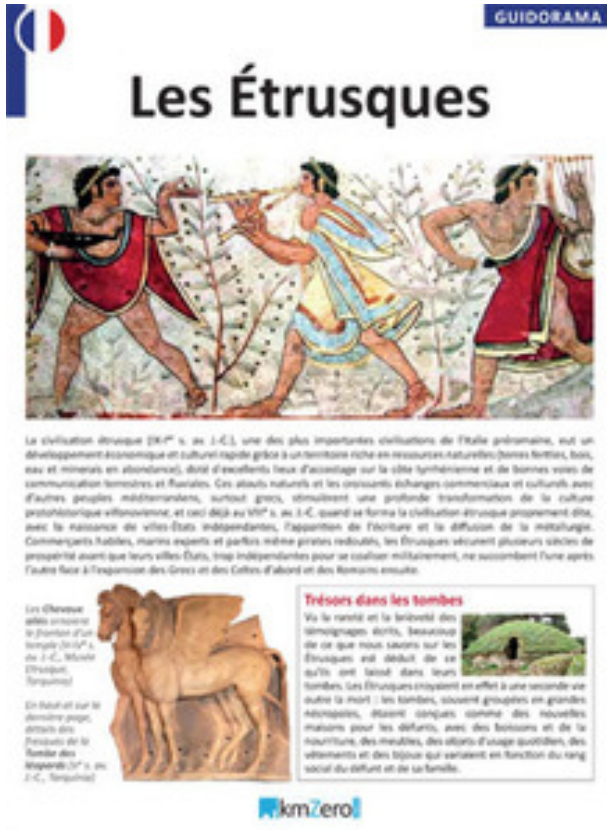 GUIDORAMA
Les Étrusques
La civilisation étrusque (IX-Iᵉʳ s. av. J.-C.), une des plus importantes civilisations de l'Italie préromaine, eut un
développement économique et culturel rapide grâce à un territoire riche en ressources naturelles (terres fertiles, bois,
eau et minerais en abondance), doté d'excellents lieux d'accostage sur la côte tyrrhénienne et de bonnes voies de
communication terrestres et fluviales. Ces atouts naturels et les croissants échanges commerciaux et culturels avec
d'autres peuples méditerranéens, surtout grecs, stimulèrent une profonde transformation de la culture
protohistorique villanovienne, et ceci déjà au VIIIᵉ s. av. J.-C. quand se forma la civilisation étrusque proprement dite,
avec la naissance de villes-États indépendantes, l'apparition de l'écriture et la diffusion de la métallurgie.
Commerçants habiles, marins experts et parfois même pirates redoutés, les Étrusques vécurent plusieurs siècles de
prospérité avant que leurs villes-États, trop indépendantes pour se coaliser militairement, ne succombent l'une après
l'autre face à l'expansion des Grecs et des Celtes d'abord et des Romains ensuite.
Les Chevaux
ailés ornaient
le fronton d'un
temple (IV s.
av. J.-C., Musée
Étrusque,
Tarquinia)
En haut et sur la
dernière page,
détails des
fresques de la
Tombe des
léopards (Vᵉ s. av.
J.-C., Tarquinia)
Trésors dans les tombes
Vu la rareté et la brièveté des
témoignages écrits, beaucoup
de ce que nous savons sur les
Étrusques est déduit de ce
qu'ils ont laissé dans leurs
tombes. Les Étrusques croyaient en effet à une seconde vie
outre la mort : les tombes, souvent groupées en grandes
nécropoles, étaient conçues comme des nouvelles
maisons pour les défunts, avec des boissons et de la
nourriture, des meubles, des objets d'usage quotidien, des
vêtements et des bijoux qui variaient en fonction du rang
social du défunt et de sa famille.
kmZero